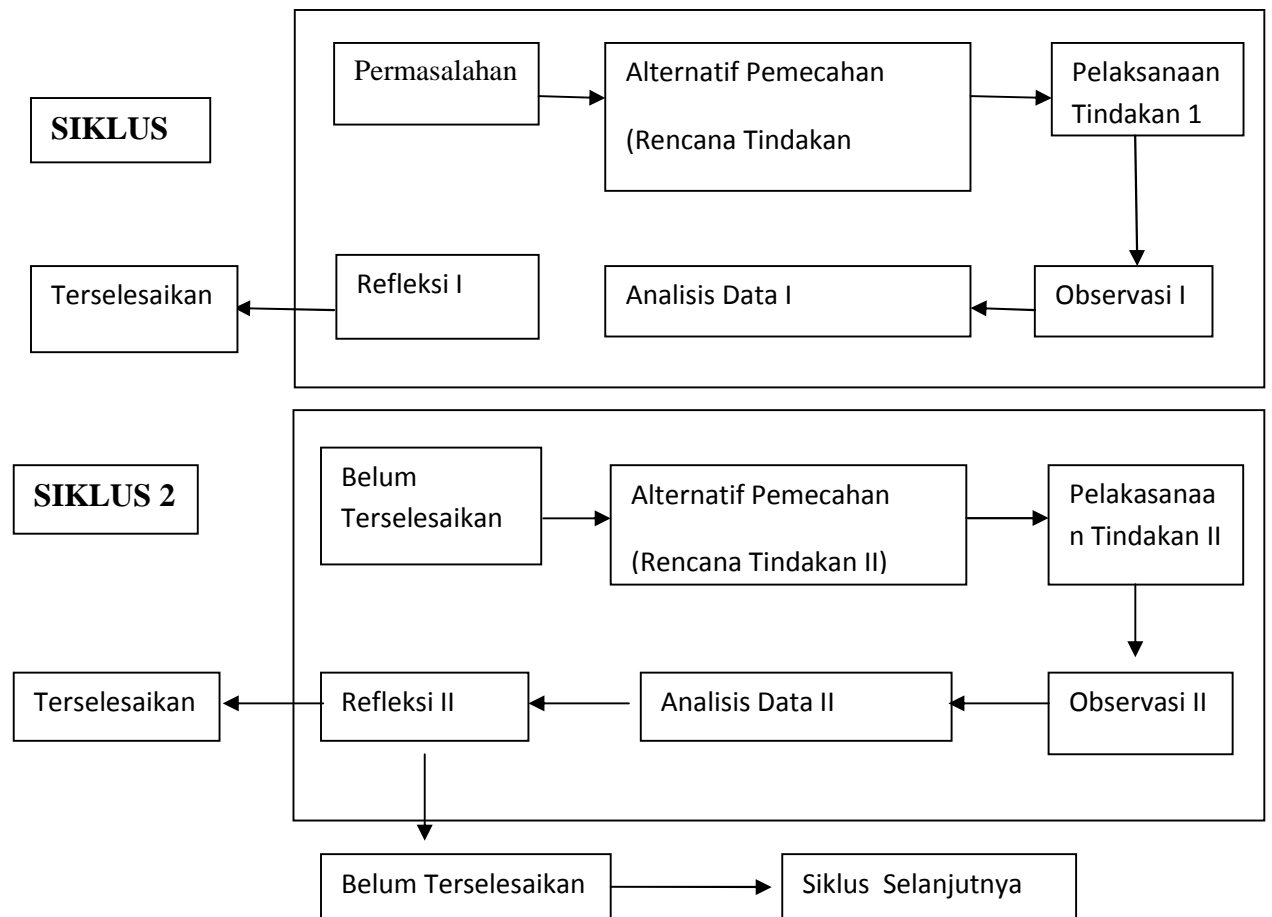 Permasalahan
Alternatif Pemecahan
(Rencana Tindakan
Pelaksanaan
Tindakan 1
SIKLUS
Terselesaikan
Refleksi I
Analisis Data I
Observasi I
SIKLUS 2
Belum
Terselesaikan
Alternatif Pemecahan
(Rencana Tindakan II)
Pelakasanaa
n Tindakan II
Terselesaikan
Refleksi II
Analisis Data II
Observasi II
Belum Terselesaikan
Siklus Selanjutnya